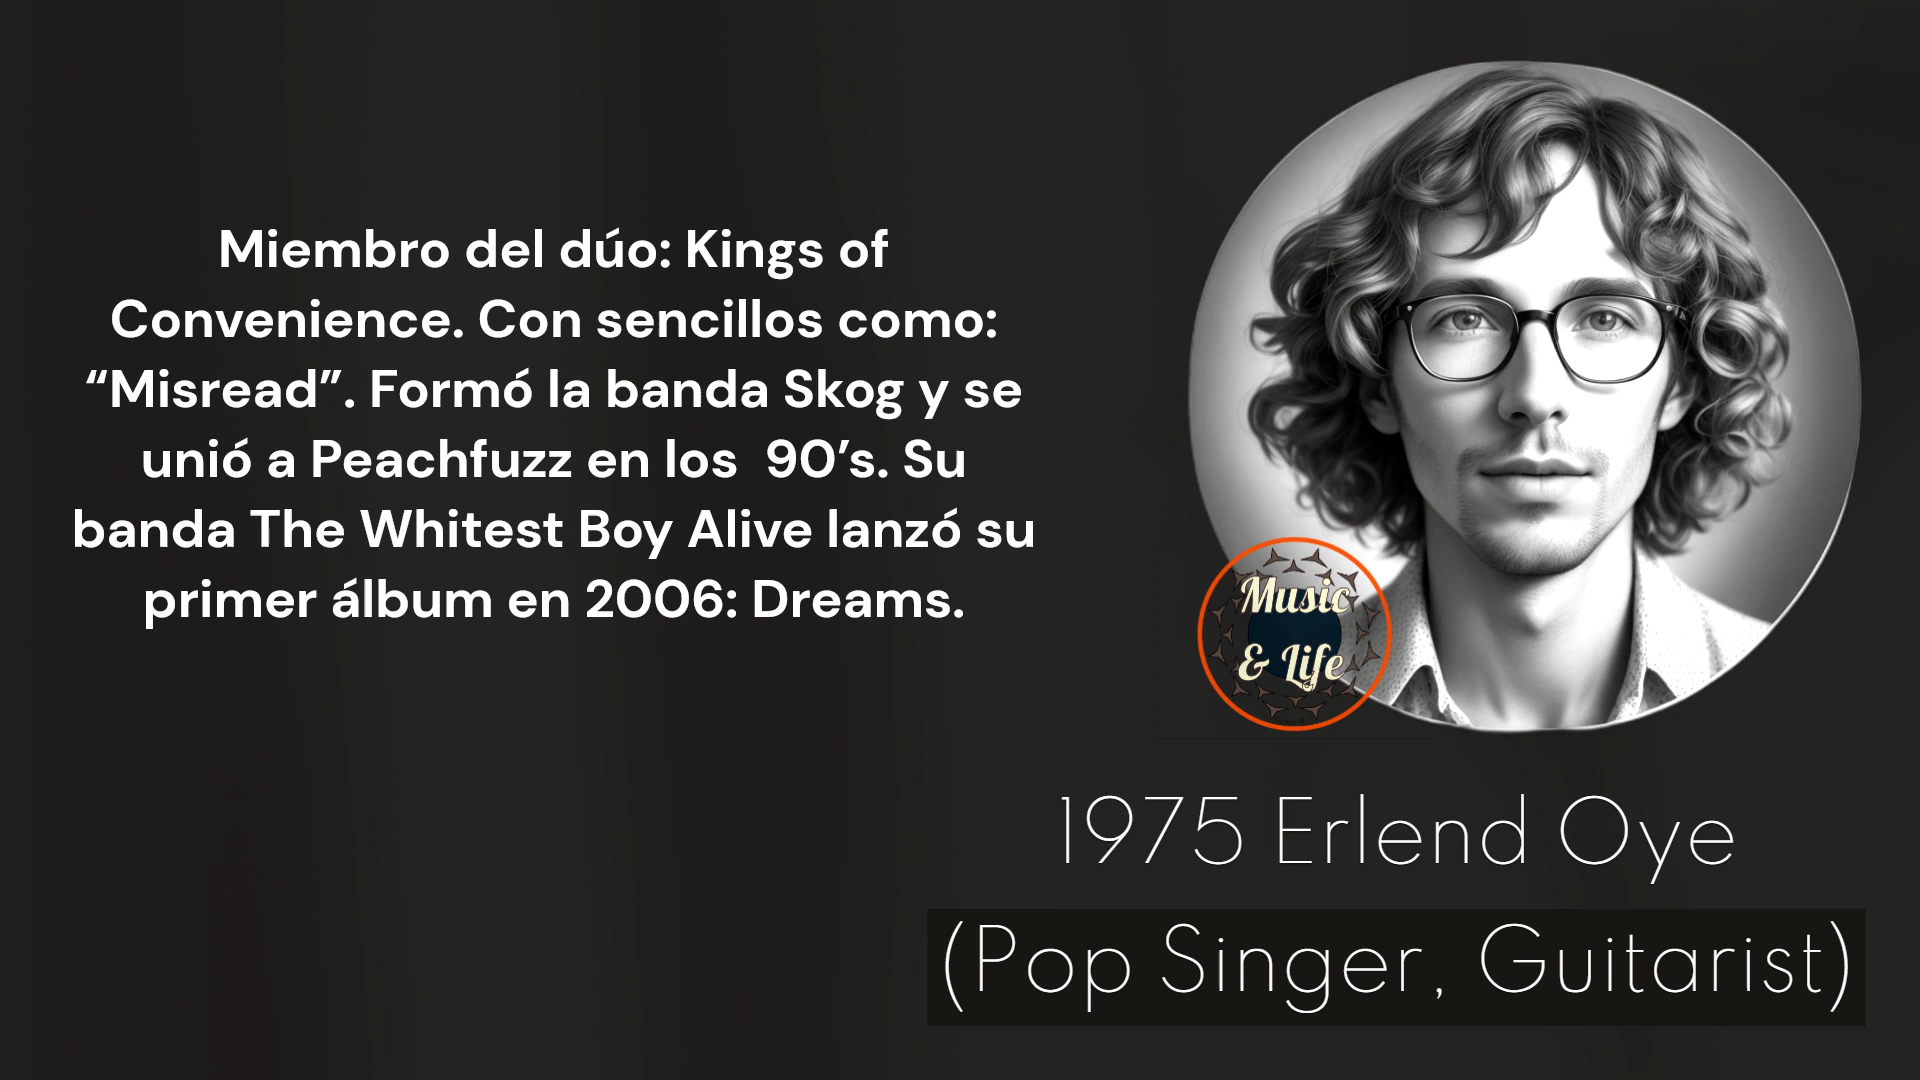 Miembro del dúo: Kings of
Convenience. Con sencillos como:
“Misread”. Formó la banda Skog y se
unió a Peachfuzz en los  90’s. Su
banda The Whitest Boy Alive lanzó su
primer álbum en 2006: Dreams.
Music
& Life
1975 Erlend Oye
(Pop Singer, Guitarist)